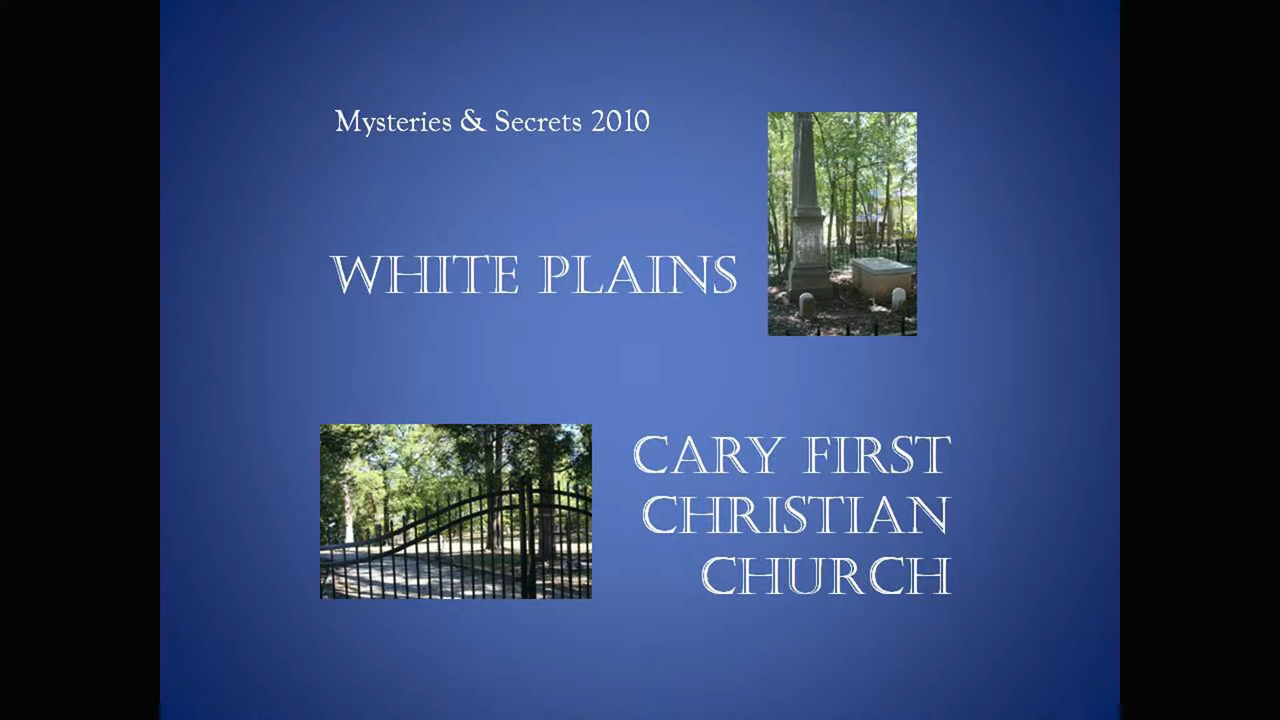 Mysteries & Secrets 2010
WHITE PLAINS
CARY FIRST
CHRISTIAN
CHURCH